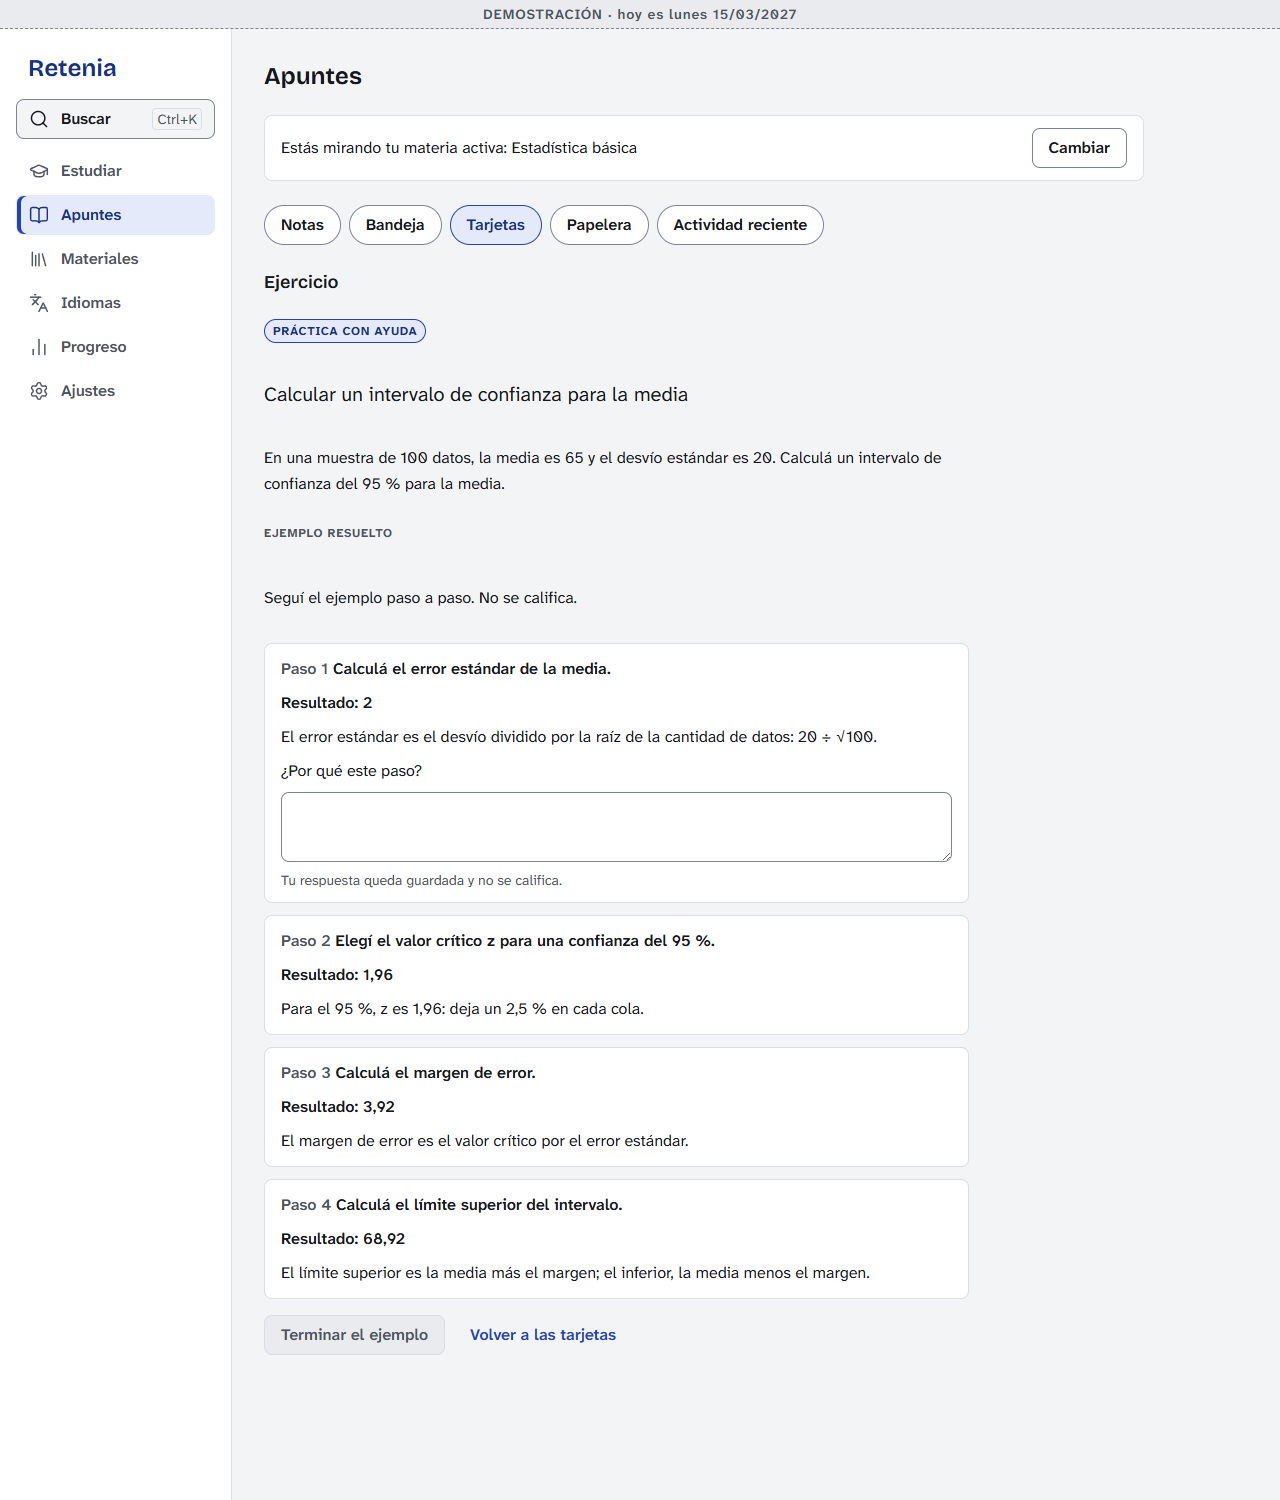 DEMOSTRACIÓN · hoy es lunes 15/03/2027
Retenia
Buscar Ctrl+K
Estudiar
Apuntes
Materiales
Idiomas
Progreso
Ajustes
Apuntes
Estás mirando tu materia activa: Estadística básica
Cambiar
Notas Bandeja Tarjetas Papelera Actividad reciente
Ejercicio
PRÁCTICA CON AYUDA
Calcular un intervalo de confianza para la media
En una muestra de 100 datos, la media es 65 y el desvío estándar es 20. Calculá un intervalo de
confianza del 95 % para la media.
EJEMPLO RESUELTO
Seguí el ejemplo paso a paso. No se califica.
Paso 1 Calculá el error estándar de la media.
Resultado: 2
El error estándar es el desvío dividido por la raíz de la cantidad de datos: 20 ÷ √100.
¿Por qué este paso?
Tu respuesta queda guardada y no se califica.
Paso 2 Elegí el valor crítico z para una confianza del 95 %.
Resultado: 1,96
Para el 95 %, z es 1,96: deja un 2,5 % en cada cola.
Paso 3 Calculá el margen de error.
Resultado: 3,92
El margen de error es el valor crítico por el error estándar.
Paso 4 Calculá el límite superior del intervalo.
Resultado: 68,92
El límite superior es la media más el margen; el inferior, la media menos el margen.
Terminar el ejemplo Volver a las tarjetas